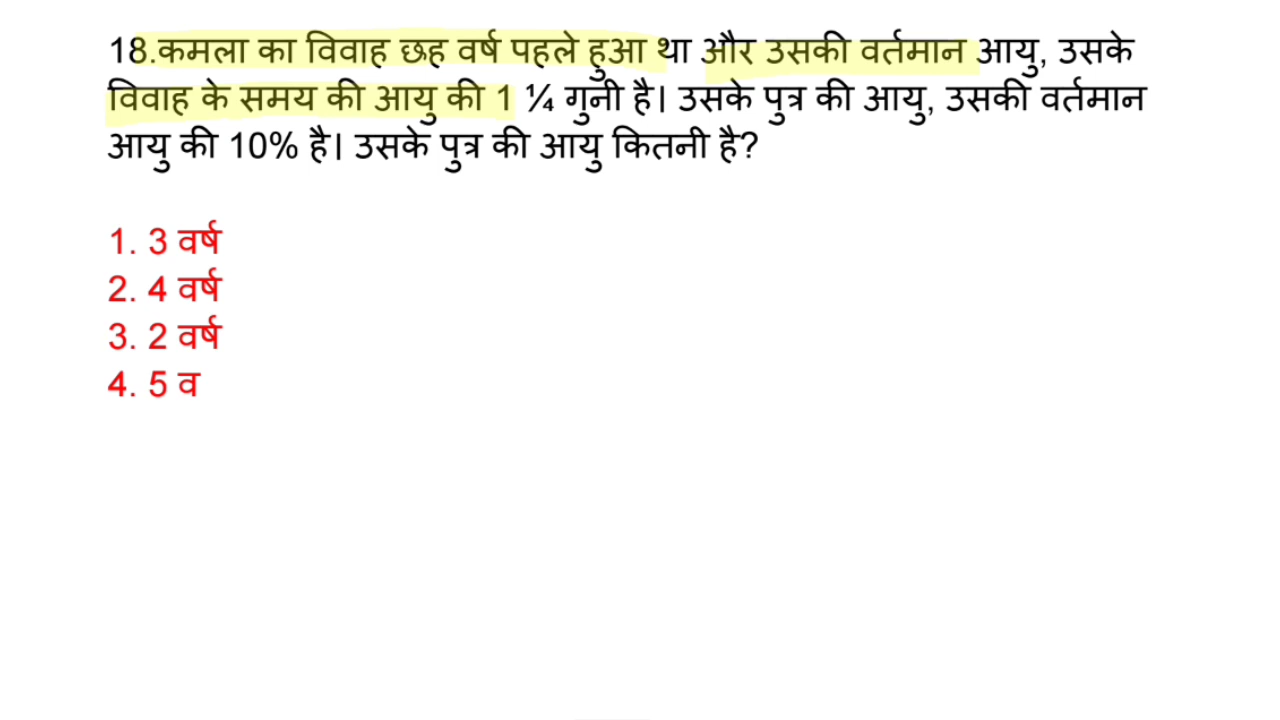 18.कमला का विवाह छह वर्ष पहले हुआ था और उसकी वर्तमान आयु, उसके
विवाह के समय की आयु की 1 ¼ गुनी है। उसके पुत्र की आयु, उसकी वर्तमान
आयु की 10% है। उसके पुत्र की आयु कितनी है?
1. 3 वर्ष
2. 4 वर्ष
3. 2 वर्ष
4. 5 व